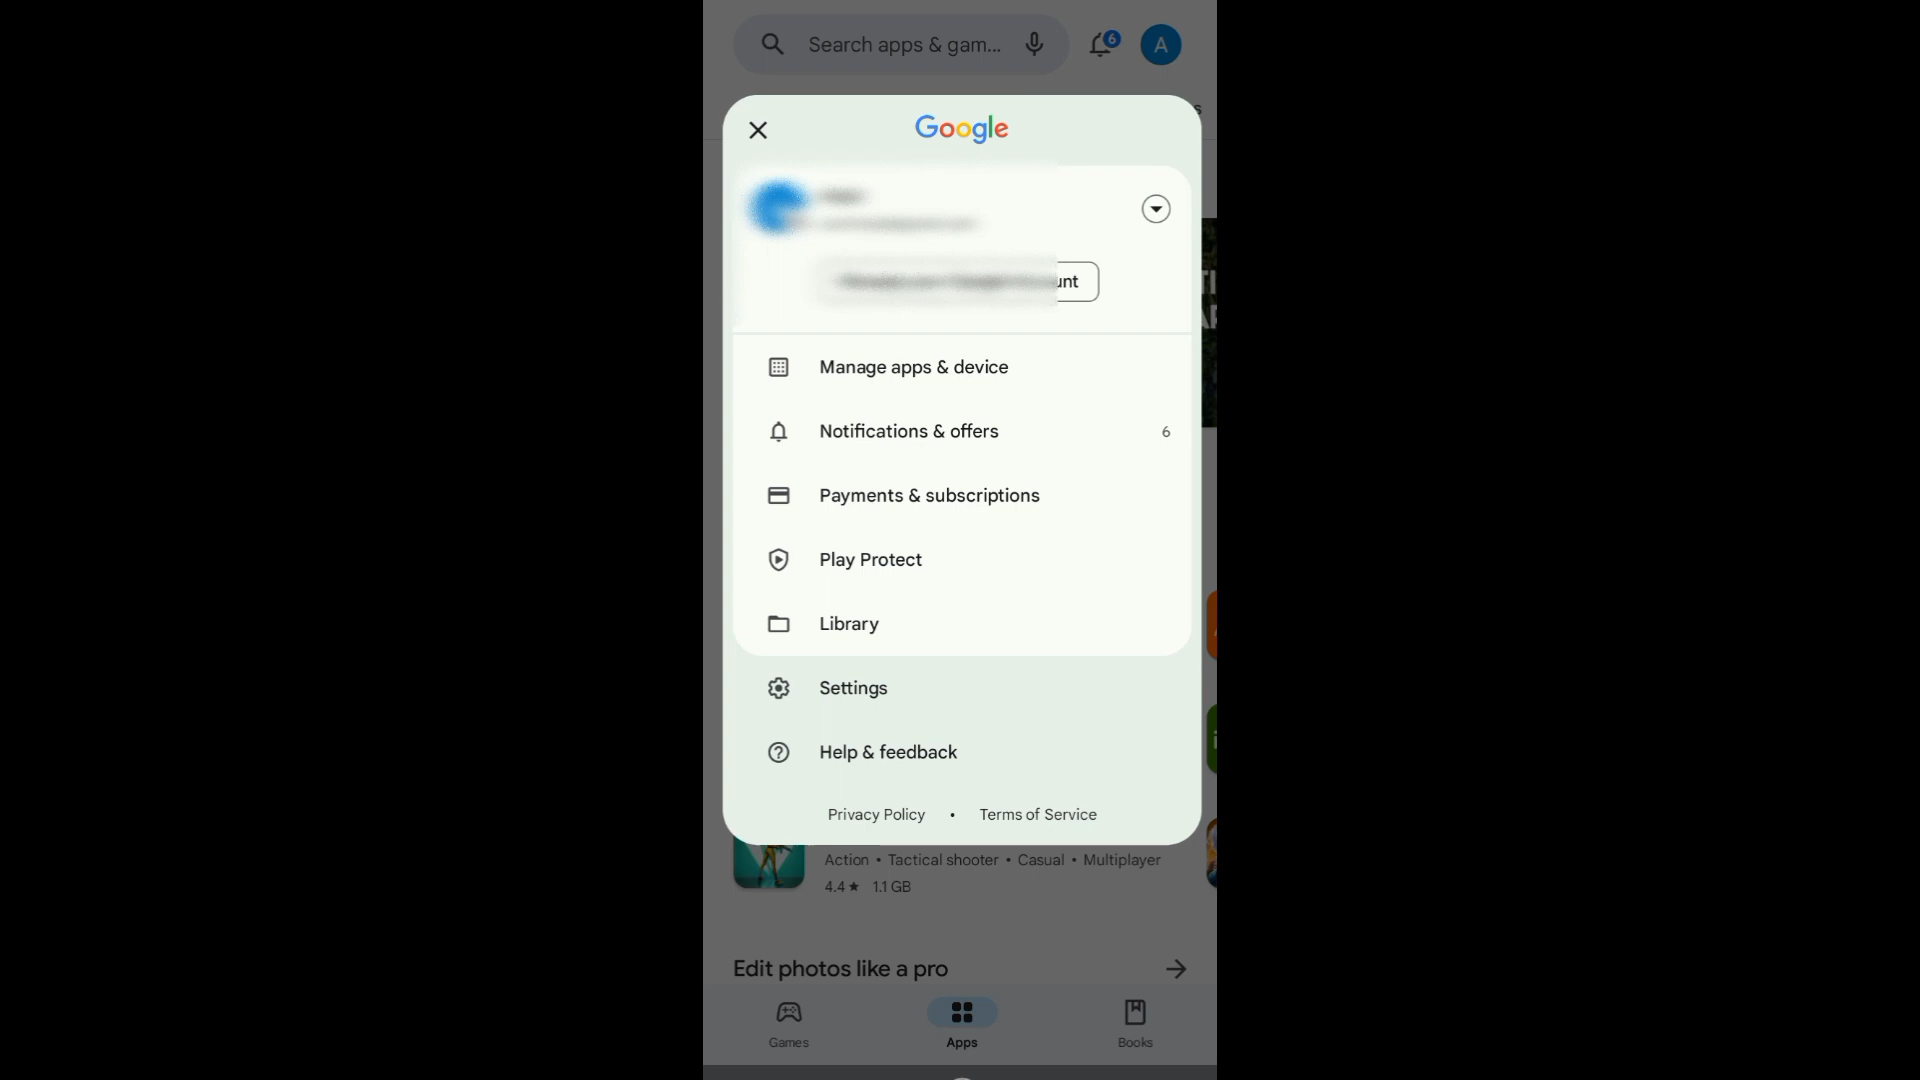 Search apps & gam...
6
A
s
Google
unt
Manage apps & device
Notifications & offers
6
Payments & subscriptions
Play Protect
Library
Settings
Help & feedback
Privacy Policy • Terms of Service
Action • Tactical shooter • Casual • Multiplayer
4.4★ 1.1 GB
Edit photos like a pro
Games
Apps
Books